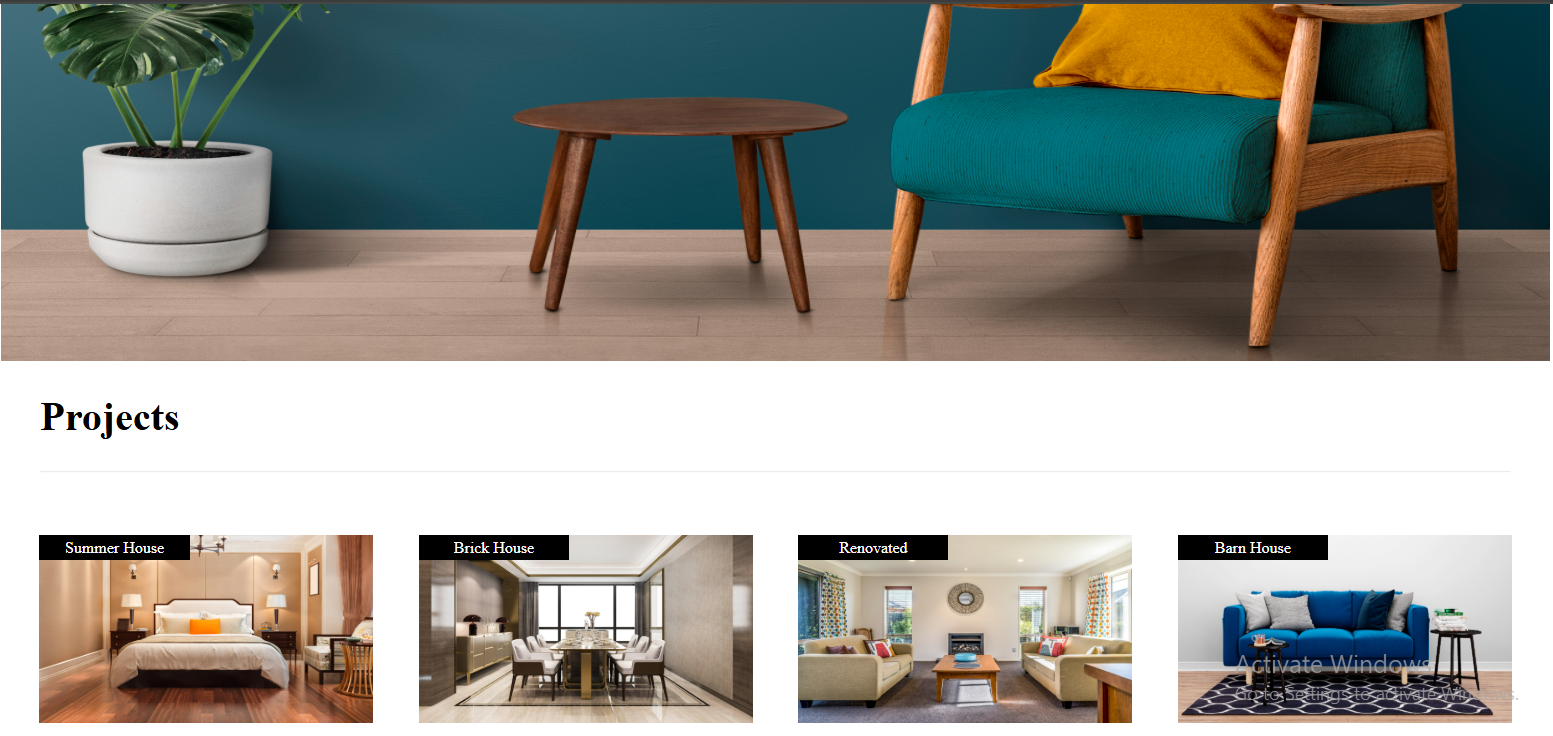 Projects
Summer House
Brick House
Renovated
Barn House
Activate Windows
Go to Settings to activate Windows.